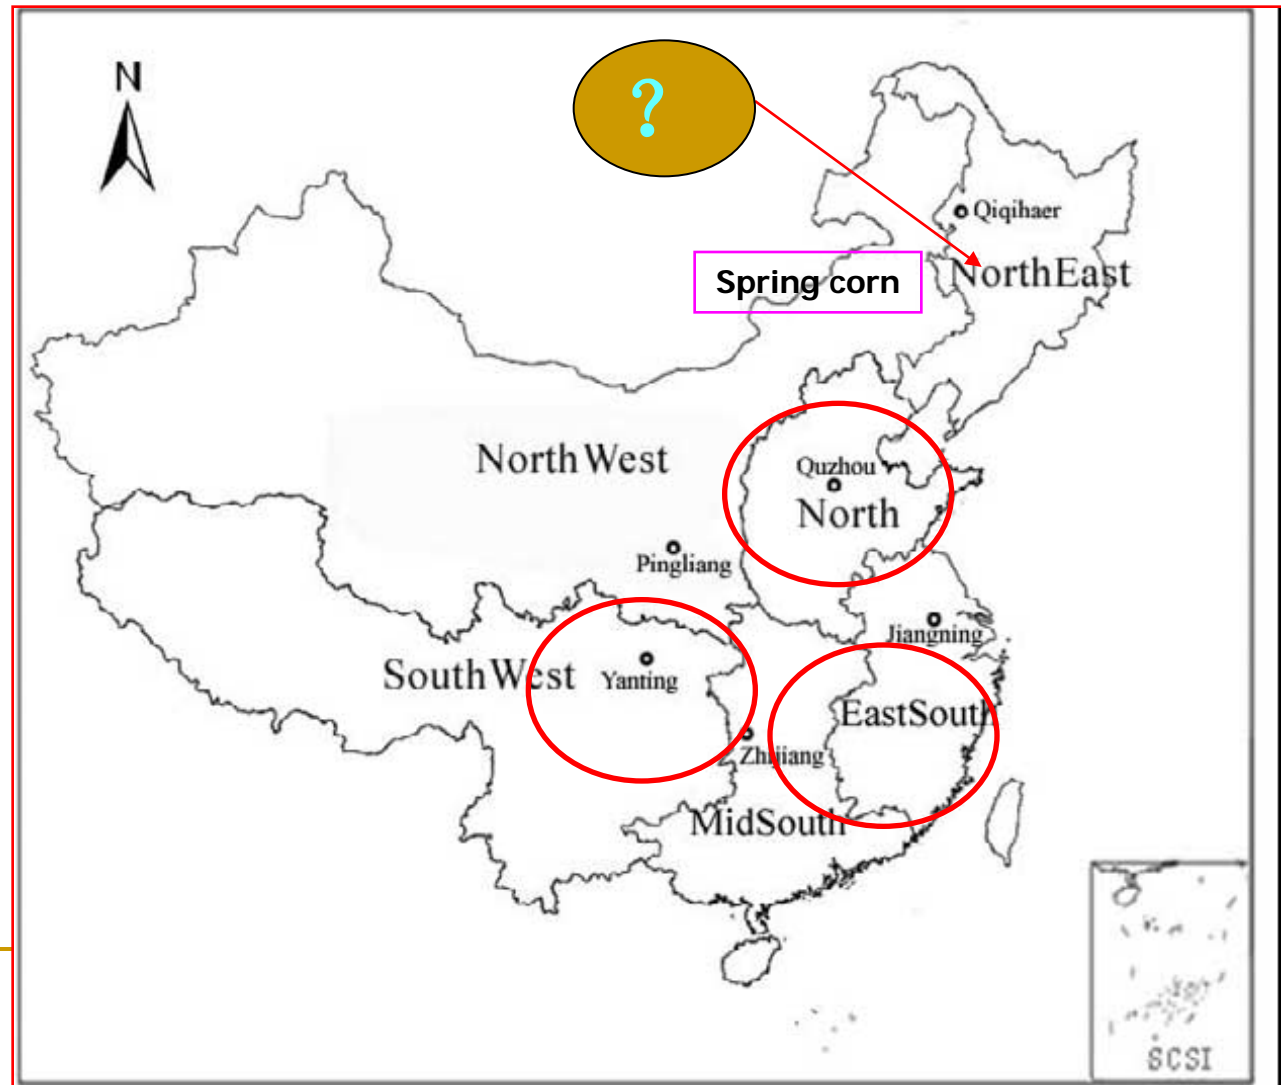 N
?
Qiqihaer
NorthEast
Spring corn
NorthWest
Quzhou
North
Pingliang
Jiangning
SouthWest
Yanting
EastSouth
Zhijiang
MidSouth
SCSI